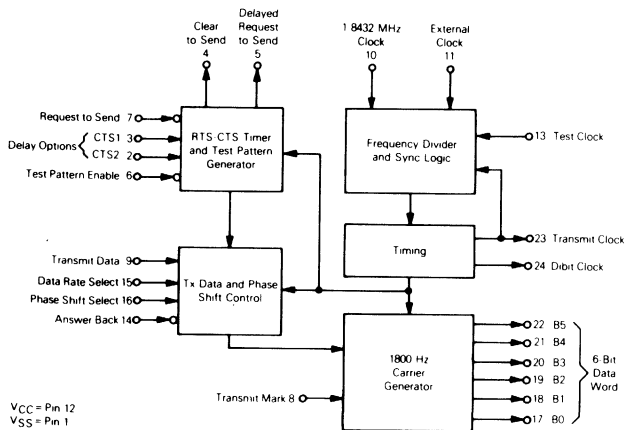 Clear
to Send
4
Delayed
Request
to Send
5
1 8432 MHz
Clock
10
External
Clock
11
Request to Send 7
Delay Options
CTS1 3
CTS2 2
Test Pattern Enable 6
RTS-CTS Timer
and Test Pattern
Generator
Frequency Divider
and Sync Logic
13 Test Clock
Timing
23 Transmit Clock
24 Dibit Clock
Transmit Data 9
Data Rate Select 15
Phase Shift Select 16
Answer Back 14
Tx Data and Phase
Shift Control
1800 Hz
Carrier
Generator
Transmit Mark 8
22 B5
21 B4
20 B3
19 B2
18 B1
17 B0
6-Bit
Data
Word
VCC = Pin 12
VSS = Pin 1